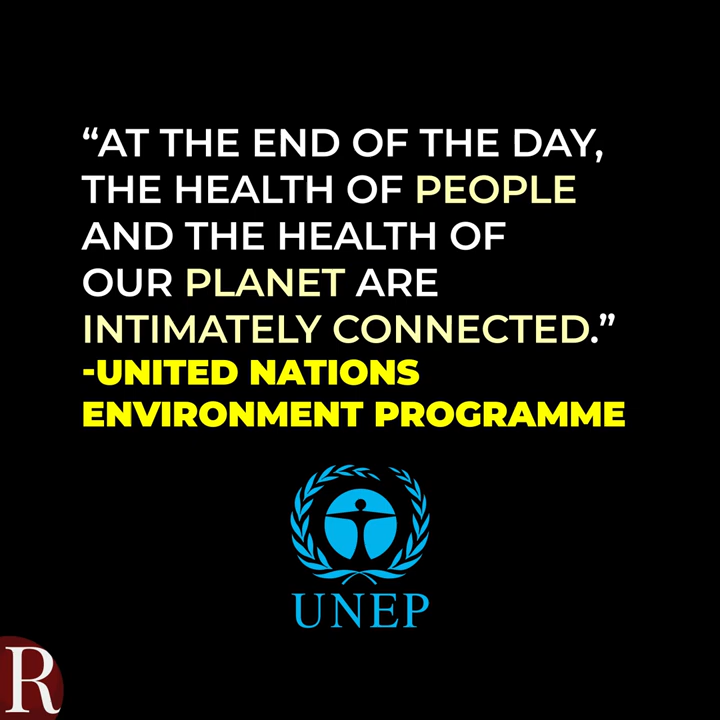 “AT THE END OF THE DAY,
THE HEALTH OF PEOPLE
AND THE HEALTH OF
OUR PLANET ARE
INTIMATELY CONNECTED.”
-UNITED NATIONS
ENVIRONMENT PROGRAMME
UNEP
R